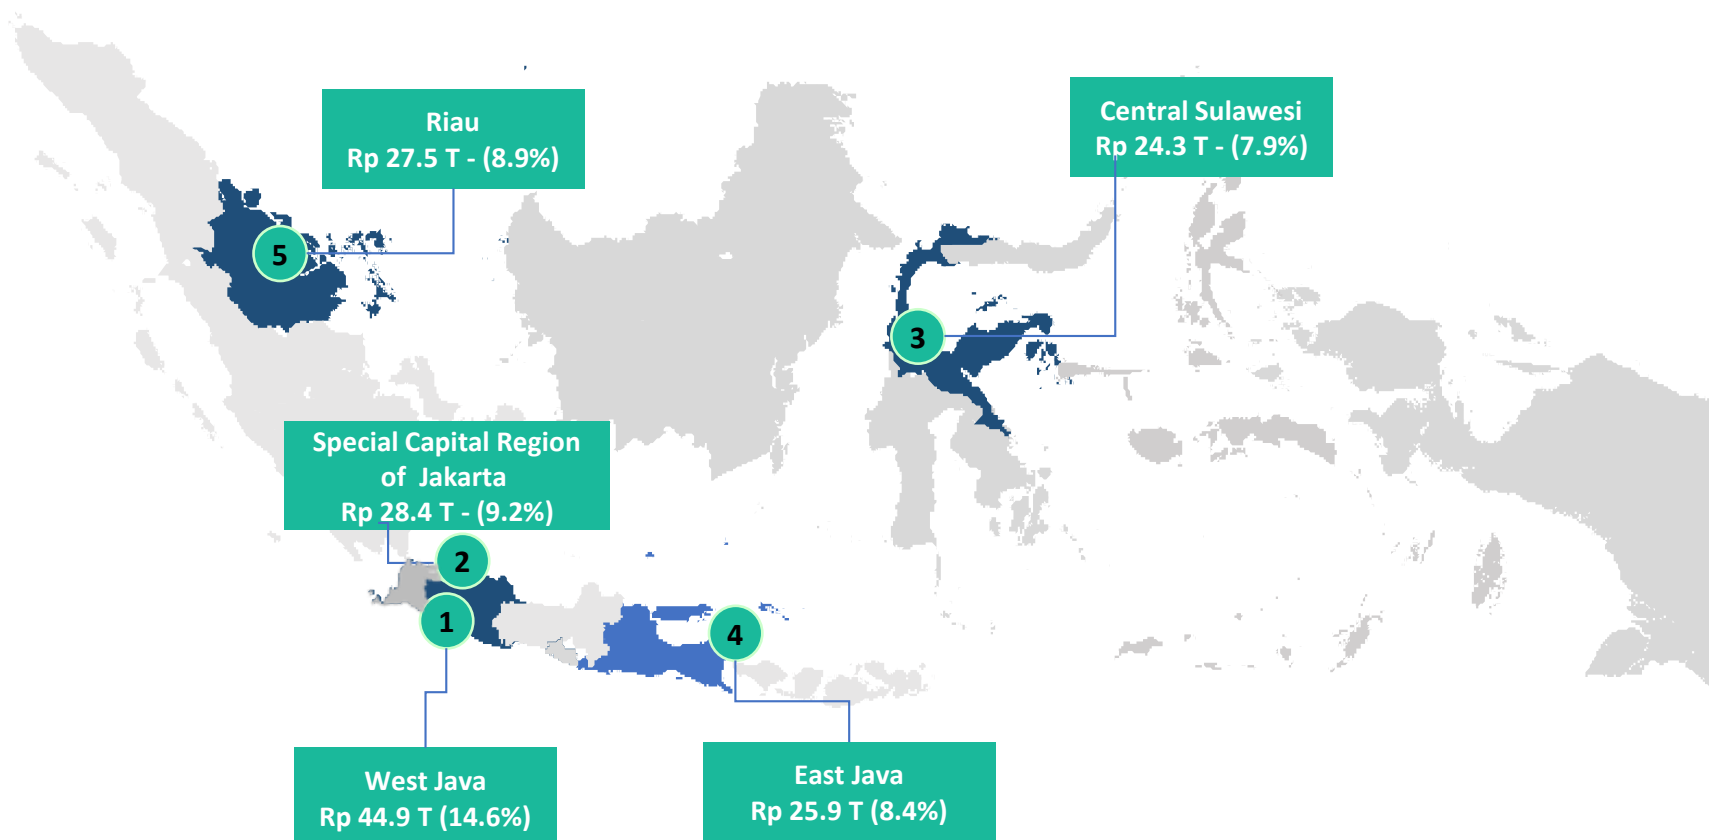 Riau
Rp 27.5 T - (8.9%)
5
Central Sulawesi
Rp 24.3 T - (7.9%)
3
Special Capital Region
of Jakarta
Rp 28.4 T - (9.2%)
2
1
West Java
Rp 44.9 T (14.6%)
4
East Java
Rp 25.9 T (8.4%)